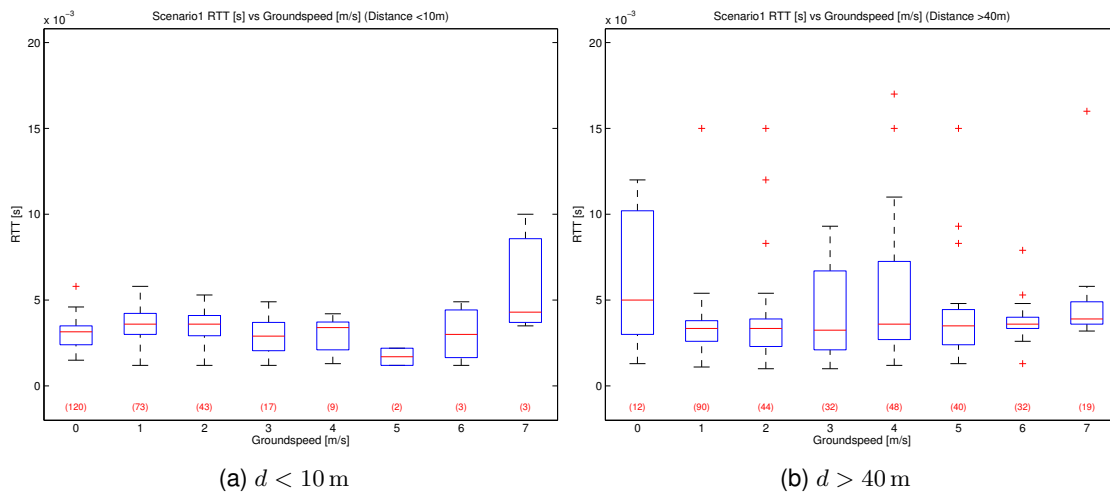 Scenario1 RTT [s] vs Groundspeed [m/s] (Distance <10m)
x 10⁻³
20
15
10
5
0
RTT [s]
(120) (73) (43) (17) (9) (2) (3) (3)
0 1 2 3 4 5 6 7
Groundspeed [m/s]
(a) d < 10 m
Scenario1 RTT [s] vs Groundspeed [m/s] (Distance >40m)
x 10⁻³
20
15
10
5
0
RTT [s]
(12) (90) (44) (32) (48) (40) (32) (19)
0 1 2 3 4 5 6 7
Groundspeed [m/s]
(b) d > 40 m